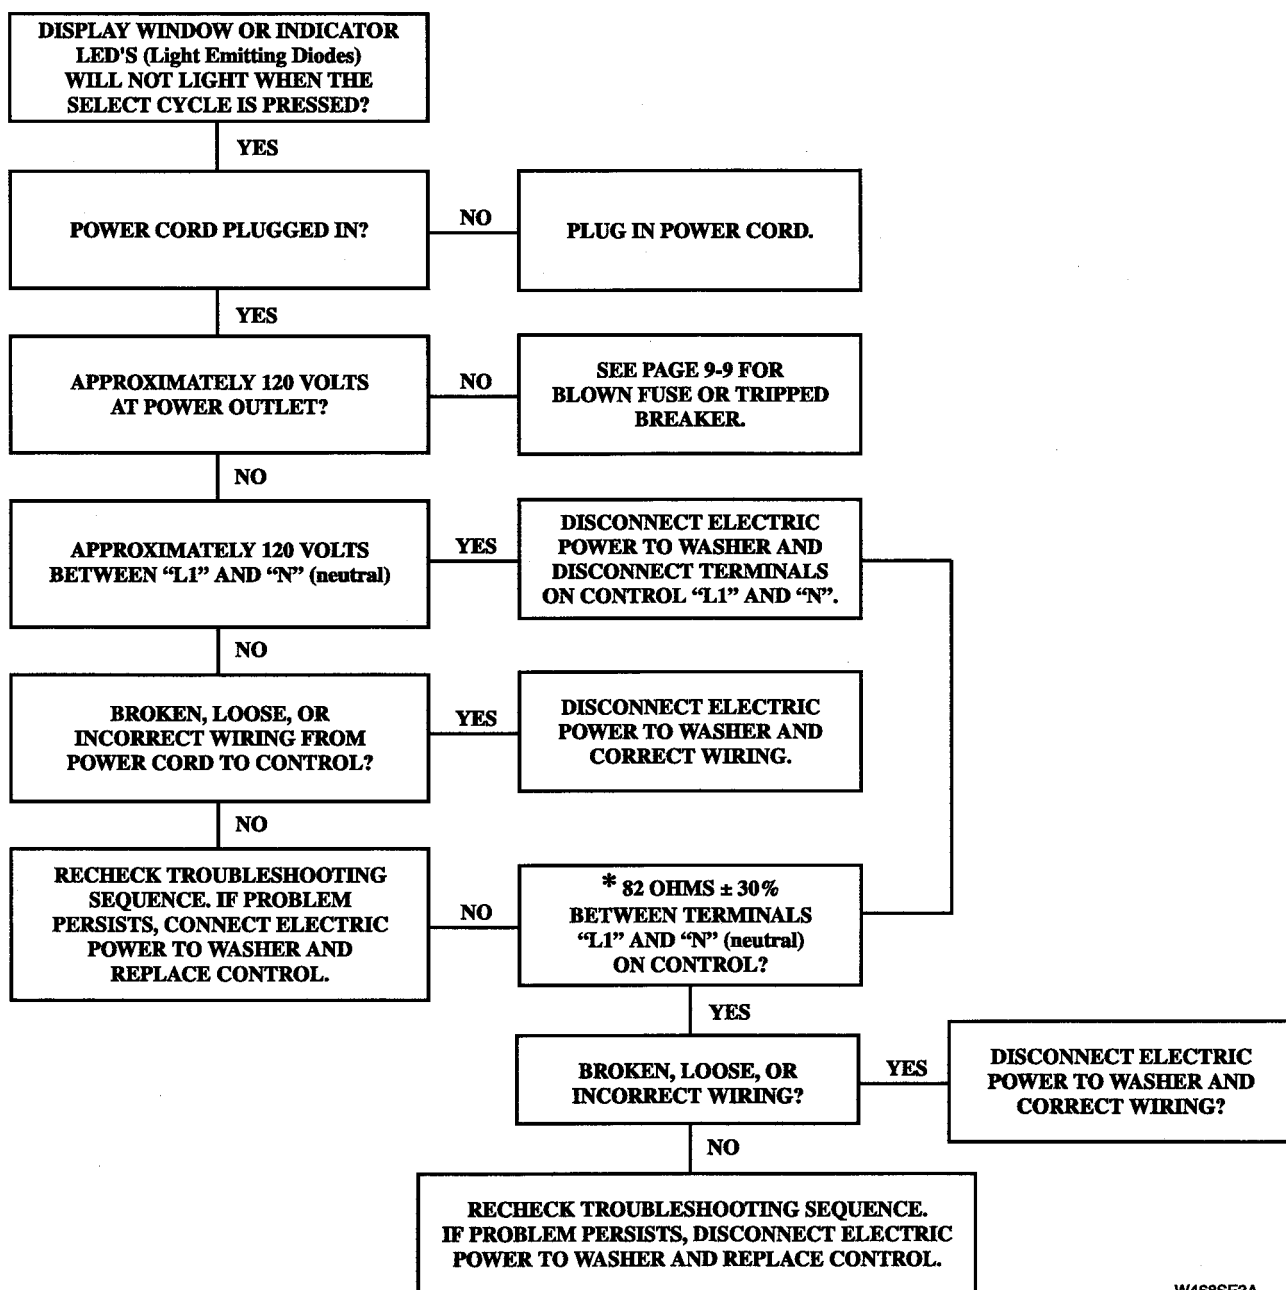 DISPLAY WINDOW OR INDICATOR
LED'S (Light Emitting Diodes)
WILL NOT LIGHT WHEN THE
SELECT CYCLE IS PRESSED?
YES
POWER CORD PLUGGED IN?
NO
PLUG IN POWER CORD.
YES
APPROXIMATELY 120 VOLTS
AT POWER OUTLET?
NO
SEE PAGE 9-9 FOR
BLOWN FUSE OR TRIPPED
BREAKER.
NO
APPROXIMATELY 120 VOLTS
BETWEEN “L1” AND “N” (neutral)
YES
DISCONNECT ELECTRIC
POWER TO WASHER AND
DISCONNECT TERMINALS
ON CONTROL “L1” AND “N”.
NO
BROKEN, LOOSE, OR
INCORRECT WIRING FROM
POWER CORD TO CONTROL?
YES
DISCONNECT ELECTRIC
POWER TO WASHER AND
CORRECT WIRING.
NO
RECHECK TROUBLESHOOTING
SEQUENCE. IF PROBLEM
PERSISTS, CONNECT ELECTRIC
POWER TO WASHER AND
REPLACE CONTROL.
NO
* 82 OHMS ± 30%
BETWEEN TERMINALS
“L1” AND “N” (neutral)
ON CONTROL?
YES
BROKEN, LOOSE, OR
INCORRECT WIRING?
YES
DISCONNECT ELECTRIC
POWER TO WASHER AND
CORRECT WIRING?
NO
RECHECK TROUBLESHOOTING SEQUENCE.
IF PROBLEM PERSISTS, DISCONNECT ELECTRIC
POWER TO WASHER AND REPLACE CONTROL.